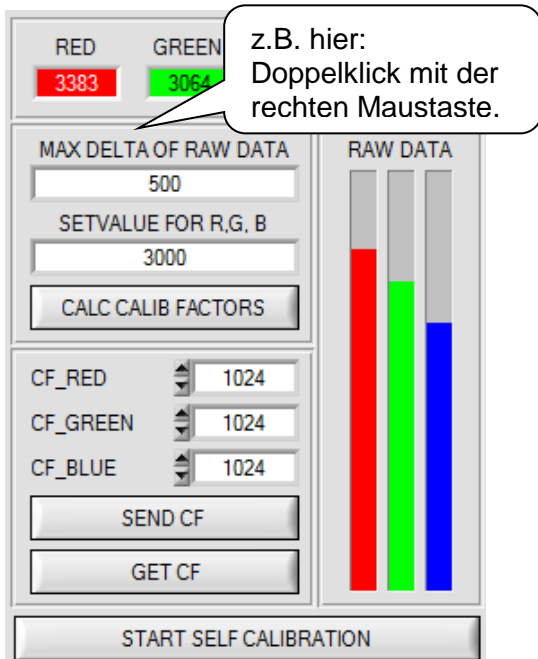 z.B. hier:
Doppelklick mit der
rechten Maustaste.
RED GREEN
3383 3064
MAX DELTA OF RAW DATA
500
SETVALUE FOR R,G, B
3000
CALC CALIB FACTORS
RAW DATA
CF_RED 1024
CF_GREEN 1024
CF_BLUE 1024
SEND CF
GET CF
START SELF CALIBRATION